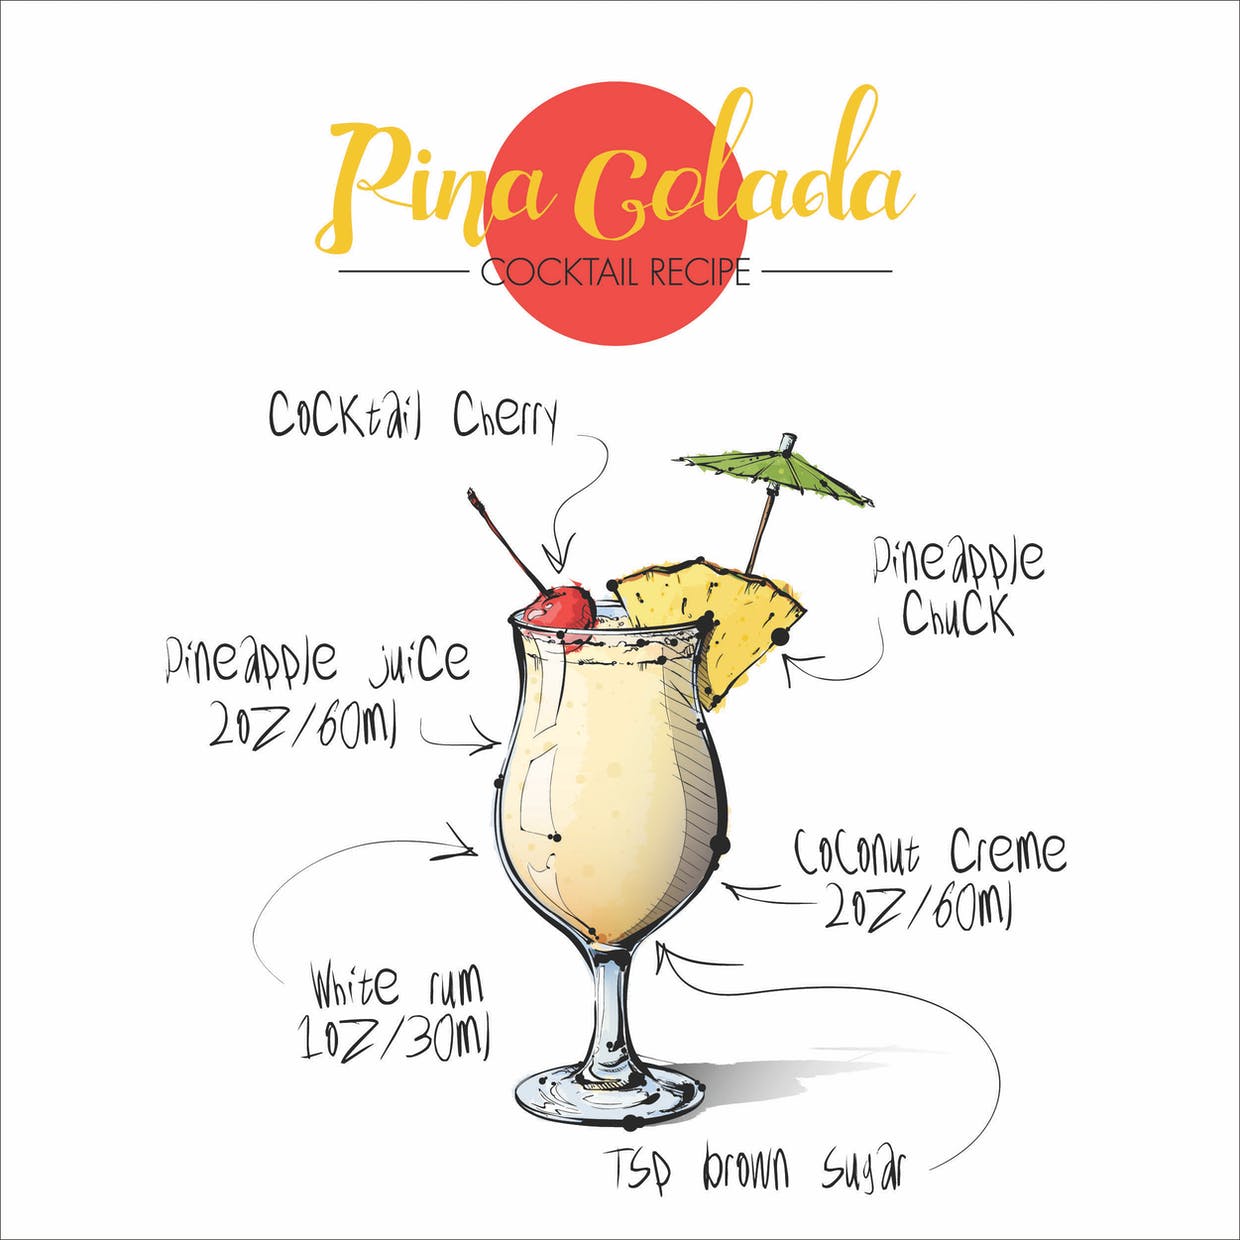 Pina Colada
COCKTAIL RECIPE
Cocktail Cherry
Pineapple
Chuck
Pineapple juice
2oz/60ml
Coconut Creme
2oz/60ml
White rum
1oz/30ml
Tsp brown sugar